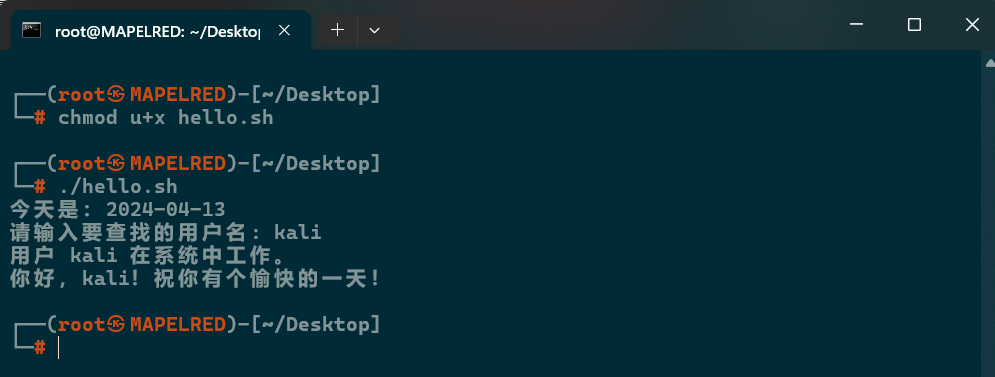 root@MAPELRED: ~/Desktop
┌──(root㉿MAPELRED)-[~/Desktop]
└─# chmod u+x hello.sh
┌──(root㉿MAPELRED)-[~/Desktop]
└─# ./hello.sh
今天是: 2024-04-13
请输入要查找的用户名: kali
用户 kali 在系统中工作。
你好, kali! 祝你有个愉快的一天!
┌──(root㉿MAPELRED)-[~/Desktop]
└─#